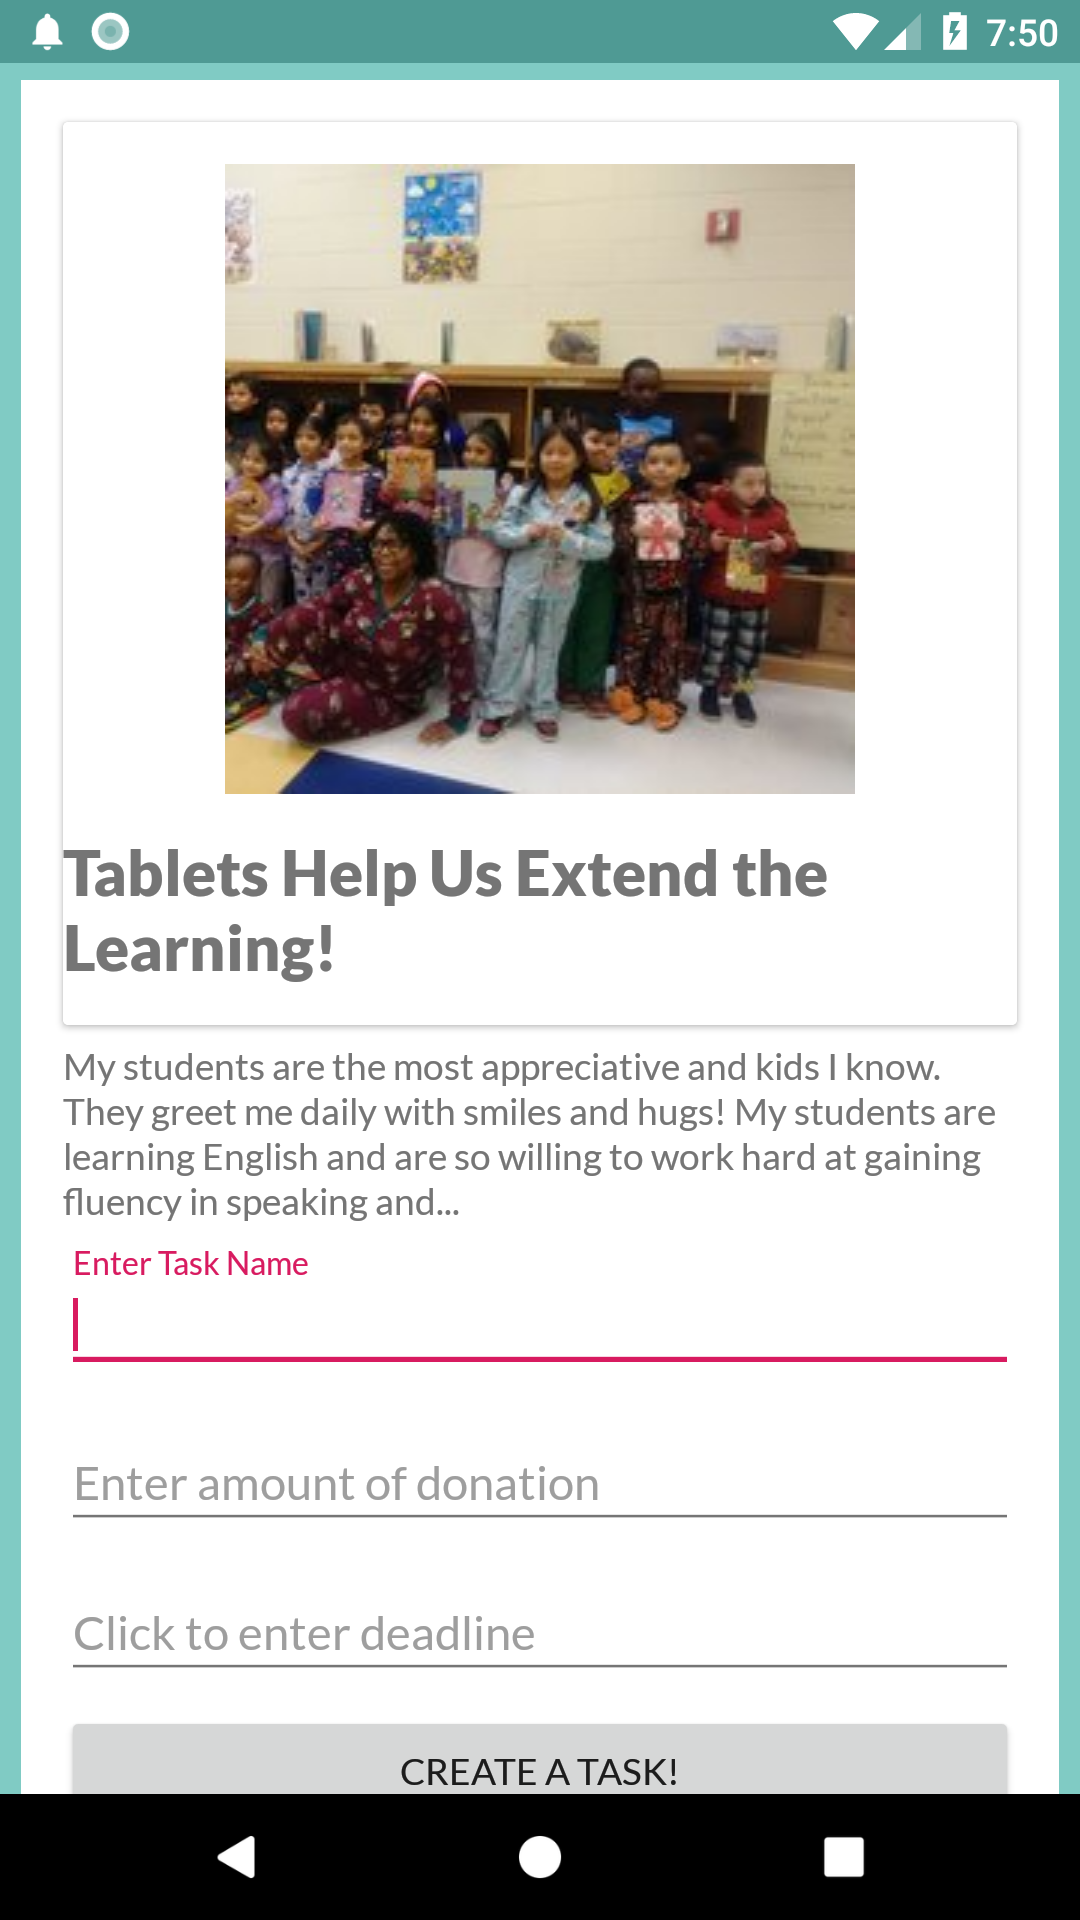 7:50
Tablets Help Us Extend the
Learning!
My students are the most appreciative and kids I know.
They greet me daily with smiles and hugs! My students are
learning English and are so willing to work hard at gaining
fluency in speaking and...
Enter Task Name
Enter amount of donation
Click to enter deadline
CREATE A TASK!